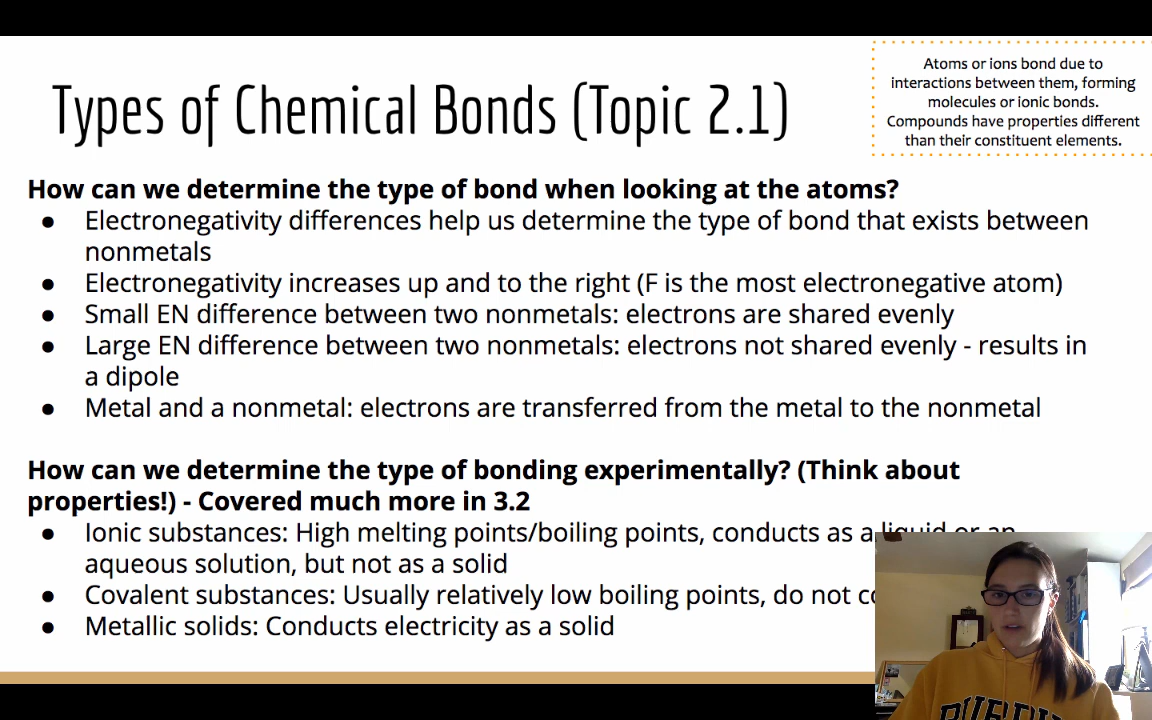 Types of Chemical Bonds (Topic 2.1)
Atoms or ions bond due to
interactions between them, forming
molecules or ionic bonds.
Compounds have properties different
than their constituent elements.
How can we determine the type of bond when looking at the atoms?
● Electronegativity differences help us determine the type of bond that exists between
nonmetals
● Electronegativity increases up and to the right (F is the most electronegative atom)
● Small EN difference between two nonmetals: electrons are shared evenly
● Large EN difference between two nonmetals: electrons not shared evenly - results in
a dipole
● Metal and a nonmetal: electrons are transferred from the metal to the nonmetal
How can we determine the type of bonding experimentally? (Think about
properties!) - Covered much more in 3.2
● Ionic substances: High melting points/boiling points, conducts as a liquid or an
aqueous solution, but not as a solid
● Covalent substances: Usually relatively low boiling points, do not
● Metallic solids: Conducts electricity as a solid